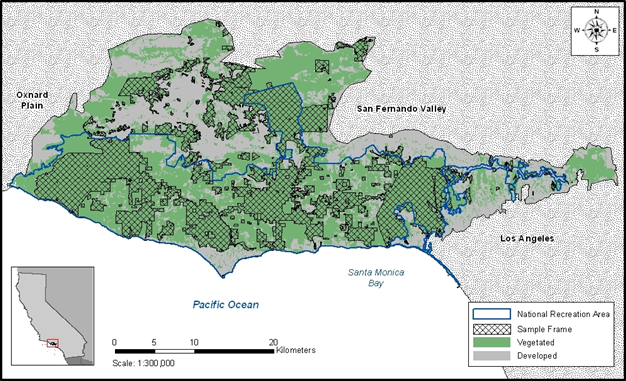 N
W E
S
Oxnard
Plain
San Fernando Valley
Los Angeles
Santa Monica
Bay
Pacific Ocean
National Recreation Area
Sample Frame
Vegetated
Developed
0 5 10 20
Kilometers
Scale: 1:300,000